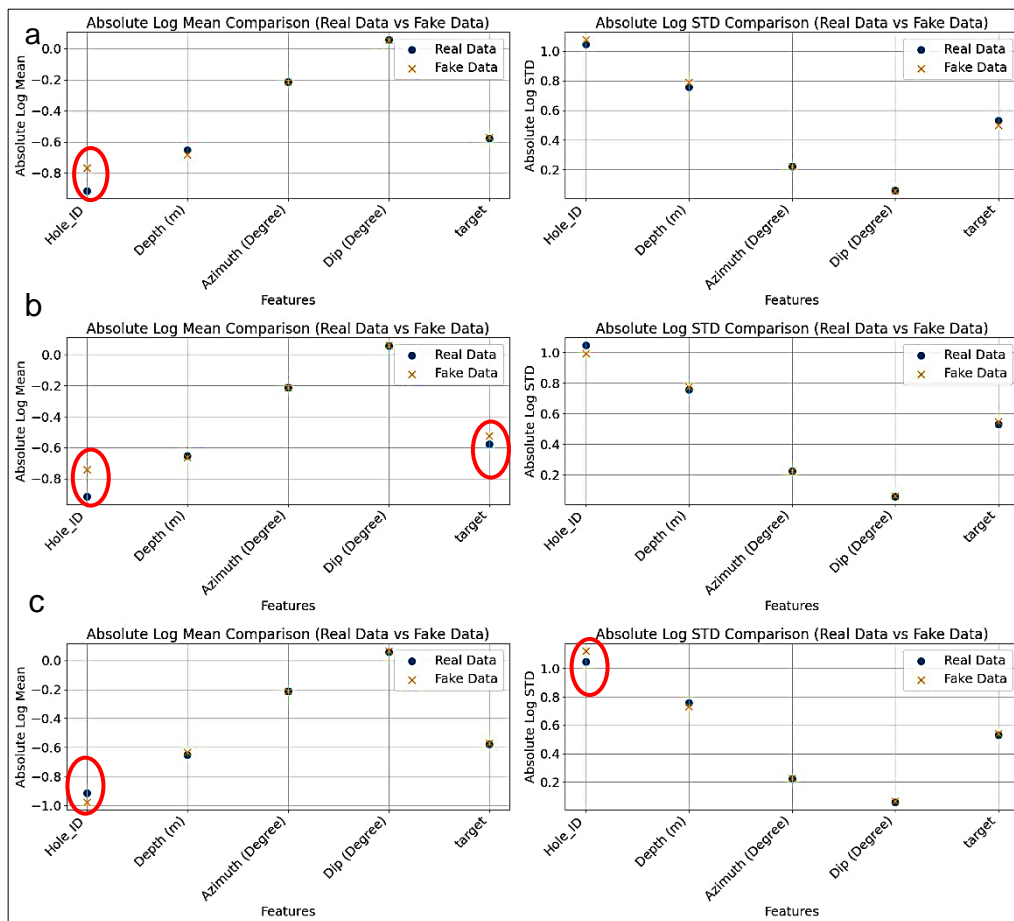 a
Absolute Log Mean Comparison (Real Data vs Fake Data)
Absolute Log Mean
0.0
−0.2
−0.4
−0.6
−0.8
Real Data
Fake Data
Hole_ID
Depth (m)
Azimuth (Degree)
Dip (Degree)
target
Features
Absolute Log STD Comparison (Real Data vs Fake Data)
Absolute Log STD
1.0
0.8
0.6
0.4
0.2
Real Data
Fake Data
Hole_ID
Depth (m)
Azimuth (Degree)
Dip (Degree)
target
Features
b
Absolute Log Mean Comparison (Real Data vs Fake Data)
Absolute Log Mean
0.0
−0.2
−0.4
−0.6
−0.8
Real Data
Fake Data
Hole_ID
Depth (m)
Azimuth (Degree)
Dip (Degree)
target
Features
Absolute Log STD Comparison (Real Data vs Fake Data)
Absolute Log STD
1.0
0.8
0.6
0.4
0.2
Real Data
Fake Data
Hole_ID
Depth (m)
Azimuth (Degree)
Dip (Degree)
target
Features
c
Absolute Log Mean Comparison (Real Data vs Fake Data)
Absolute Log Mean
0.0
−0.2
−0.4
−0.6
−0.8
−1.0
Real Data
Fake Data
Hole_ID
Depth (m)
Azimuth (Degree)
Dip (Degree)
target
Features
Absolute Log STD Comparison (Real Data vs Fake Data)
Absolute Log STD
1.0
0.8
0.6
0.4
0.2
Real Data
Fake Data
Hole_ID
Depth (m)
Azimuth (Degree)
Dip (Degree)
target
Features